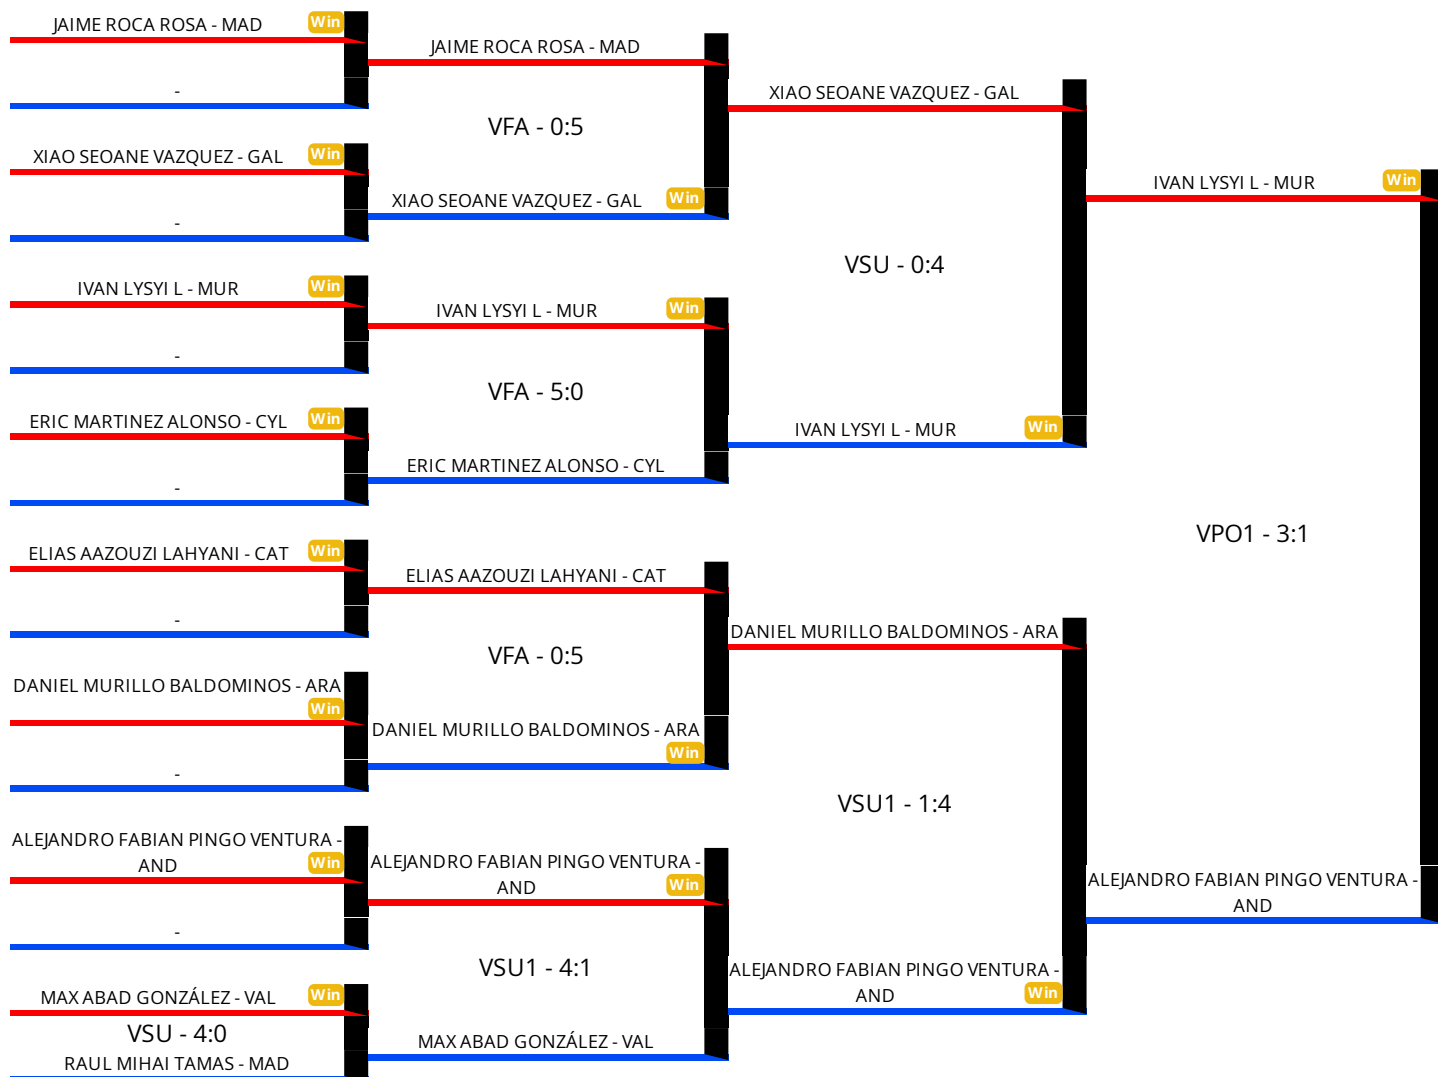 JAIME ROCA ROSA - MAD
Win
-
XIAO SEOANE VAZQUEZ - GAL
Win
-
IVAN LYSYI L - MUR
Win
-
ERIC MARTINEZ ALONSO - CYL
Win
-
ELIAS AAZOUZI LAHYANI - CAT
Win
-
DANIEL MURILLO BALDOMINOS - ARA
Win
-
ALEJANDRO FABIAN PINGO VENTURA -
AND
Win
-
MAX ABAD GONZÁLEZ - VAL
Win
VSU - 4:0
RAUL MIHAI TAMAS - MAD
JAIME ROCA ROSA - MAD
VFA - 0:5
XIAO SEOANE VAZQUEZ - GAL
Win
IVAN LYSYI L - MUR
Win
VFA - 5:0
ERIC MARTINEZ ALONSO - CYL
ELIAS AAZOUZI LAHYANI - CAT
VFA - 0:5
DANIEL MURILLO BALDOMINOS - ARA
Win
ALEJANDRO FABIAN PINGO VENTURA -
AND
Win
VSU1 - 4:1
MAX ABAD GONZÁLEZ - VAL
XIAO SEOANE VAZQUEZ - GAL
VSU - 0:4
IVAN LYSYI L - MUR
Win
DANIEL MURILLO BALDOMINOS - ARA
VSU1 - 1:4
ALEJANDRO FABIAN PINGO VENTURA -
AND
Win
IVAN LYSYI L - MUR
Win
VPO1 - 3:1
ALEJANDRO FABIAN PINGO VENTURA -
AND